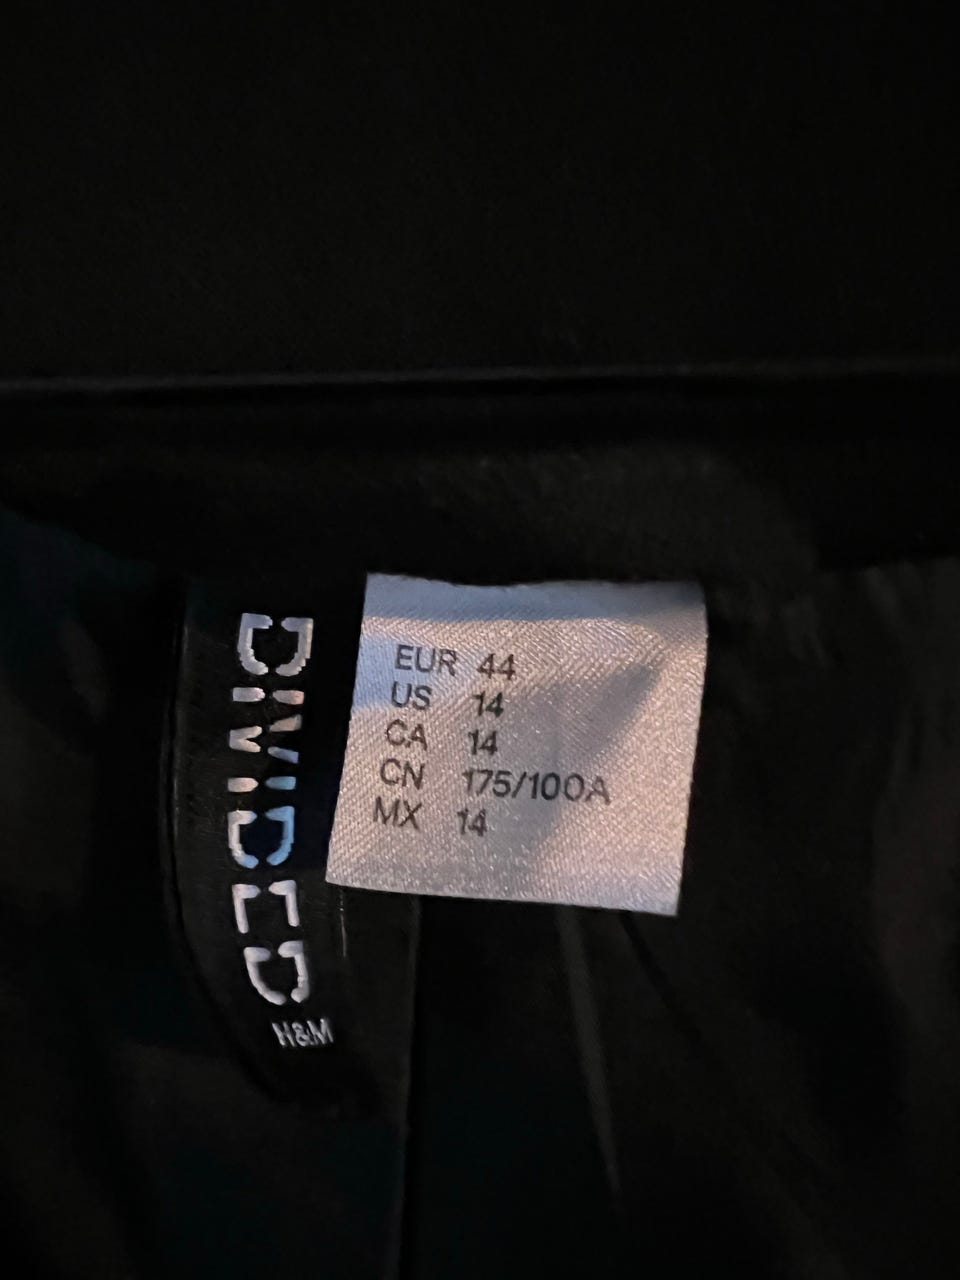 DIVIDED
H&M
EUR 44
US 14
CA 14
CN 175/100A
MX 14